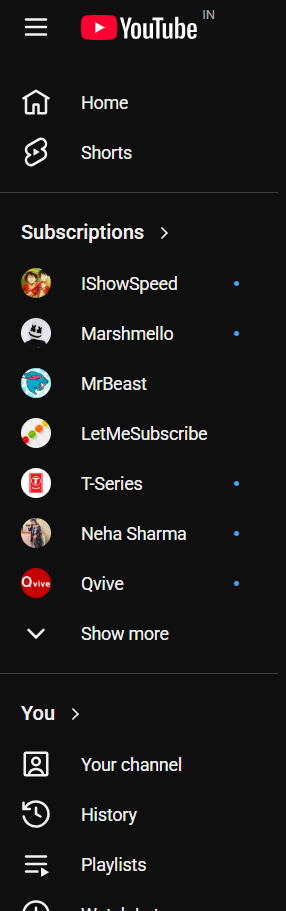 YouTube IN
Home
Shorts
Subscriptions
IShowSpeed
Marshmello
MrBeast
LetMeSubscribe
T-Series
Neha Sharma
Qvive
Qvive
Show more
You
Your channel
History
Playlists